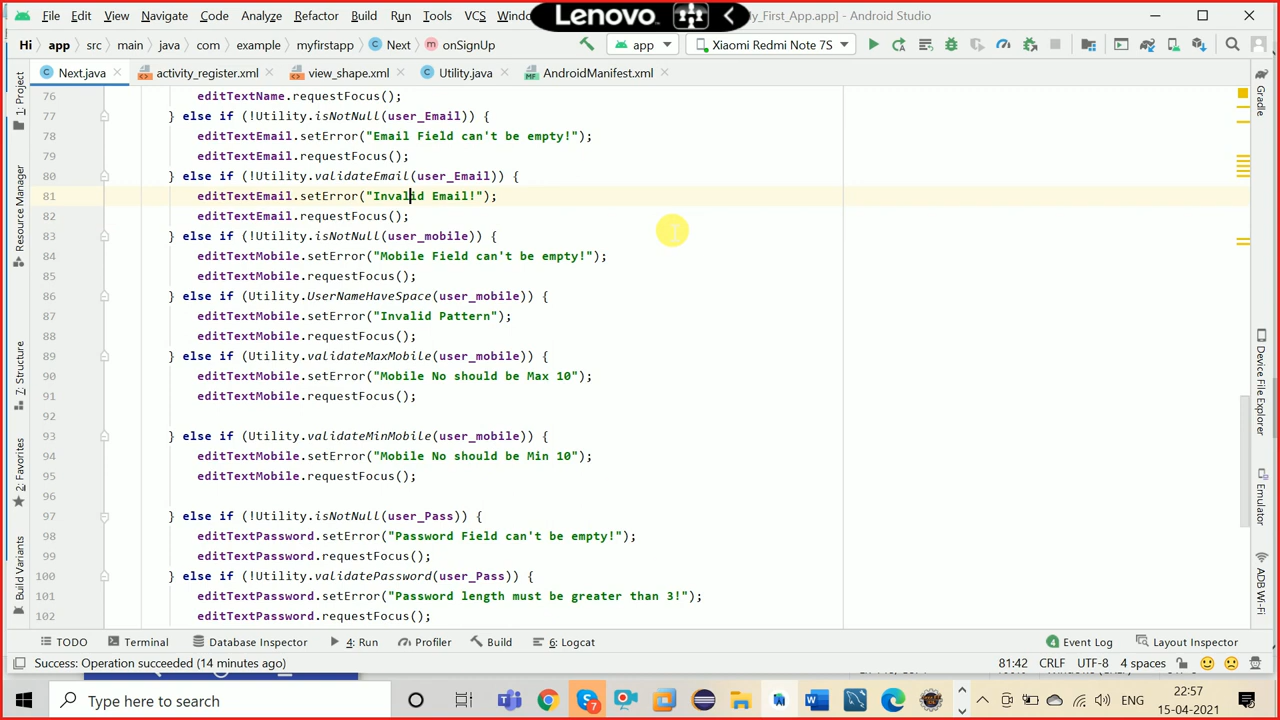 File Edit View Navigate Code Analyze Refactor Build Run Tools VCS Windo
Lenovo
y_First_App.app] - Android Studio
Hi app src main java com example myfirstapp Next onSignUp
app Xiaomi Redmi Note 7S
Next.java activity_register.xml view_shape.xml Utility.java AndroidManifest.xml
76 editTextName.requestFocus();
77 } else if (!Utility.isNotNull(user_Email)) {
78 editTextEmail.setError("Email Field can't be empty!");
79 editTextEmail.requestFocus();
80 } else if (!Utility.validateEmail(user_Email)) {
81 editTextEmail.setError("Invalid Email!");
82 editTextEmail.requestFocus();
83 } else if (!Utility.isNotNull(user_mobile)) {
84 editTextMobile.setError("Mobile Field can't be empty!");
85 editTextMobile.requestFocus();
86 } else if (Utility.UserNameHaveSpace(user_mobile)) {
87 editTextMobile.setError("Invalid Pattern");
88 editTextMobile.requestFocus();
89 } else if (Utility.validateMaxMobile(user_mobile)) {
90 editTextMobile.setError("Mobile No should be Max 10");
91 editTextMobile.requestFocus();
92
93 } else if (Utility.validateMinMobile(user_mobile)) {
94 editTextMobile.setError("Mobile No should be Min 10");
95 editTextMobile.requestFocus();
96
97 } else if (!Utility.isNotNull(user_Pass)) {
98 editTextPassword.setError("Password Field can't be empty!");
99 editTextPassword.requestFocus();
100 } else if (!Utility.validatePassword(user_Pass)) {
101 editTextPassword.setError("Password length must be greater than 3!");
102 editTextPassword.requestFocus();
1: Project
Resource Manager
7: Structure
2: Favorites
Build Variants
Gradle
Device File Explorer
Emulator
ADB Wi-Fi
TODO Terminal Database Inspector 4: Run Profiler Build 6: Logcat
4 Event Log Layout Inspector
Success: Operation succeeded (14 minutes ago)
81:42 CRLF UTF-8 4 spaces
Type here to search
7
ENG
22:57
15-04-2021